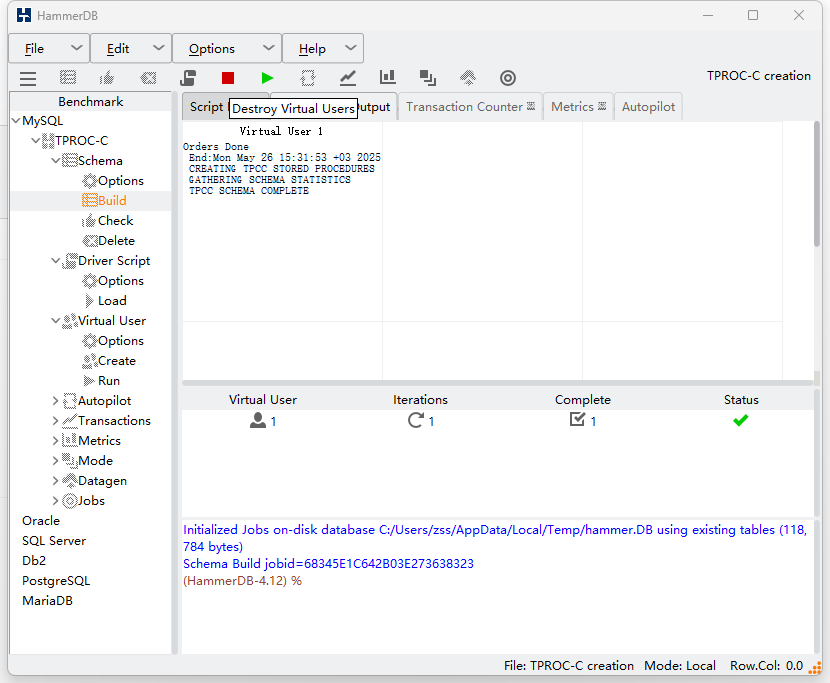 HammerDB
File Edit Options Help
TPROC-C creation
Benchmark
MySQL
TPROC-C
Schema
Options
Build
Check
Delete
Driver Script
Options
Load
Virtual User
Options
Create
Run
Autopilot
Transactions
Metrics
Mode
Datagen
Jobs
Oracle
SQL Server
Db2
PostgreSQL
MariaDB
Script Destroy Virtual Users utput Transaction Counter Metrics Autopilot
Virtual User 1
Orders Done
End:Mon May 26 15:31:53 +03 2025
CREATING TPCC STORED PROCEDURES
GATHERING SCHEMA STATISTICS
TPCC SCHEMA COMPLETE
Virtual User Iterations Complete Status
1 1 1
Initialized Jobs on-disk database C:/Users/zss/AppData/Local/Temp/hammer.DB using existing tables (118,
784 bytes)
Schema Build jobid=68345E1C642B03E273638323
(HammerDB-4.12) %
File: TPROC-C creation Mode: Local Row.Col: 0.0